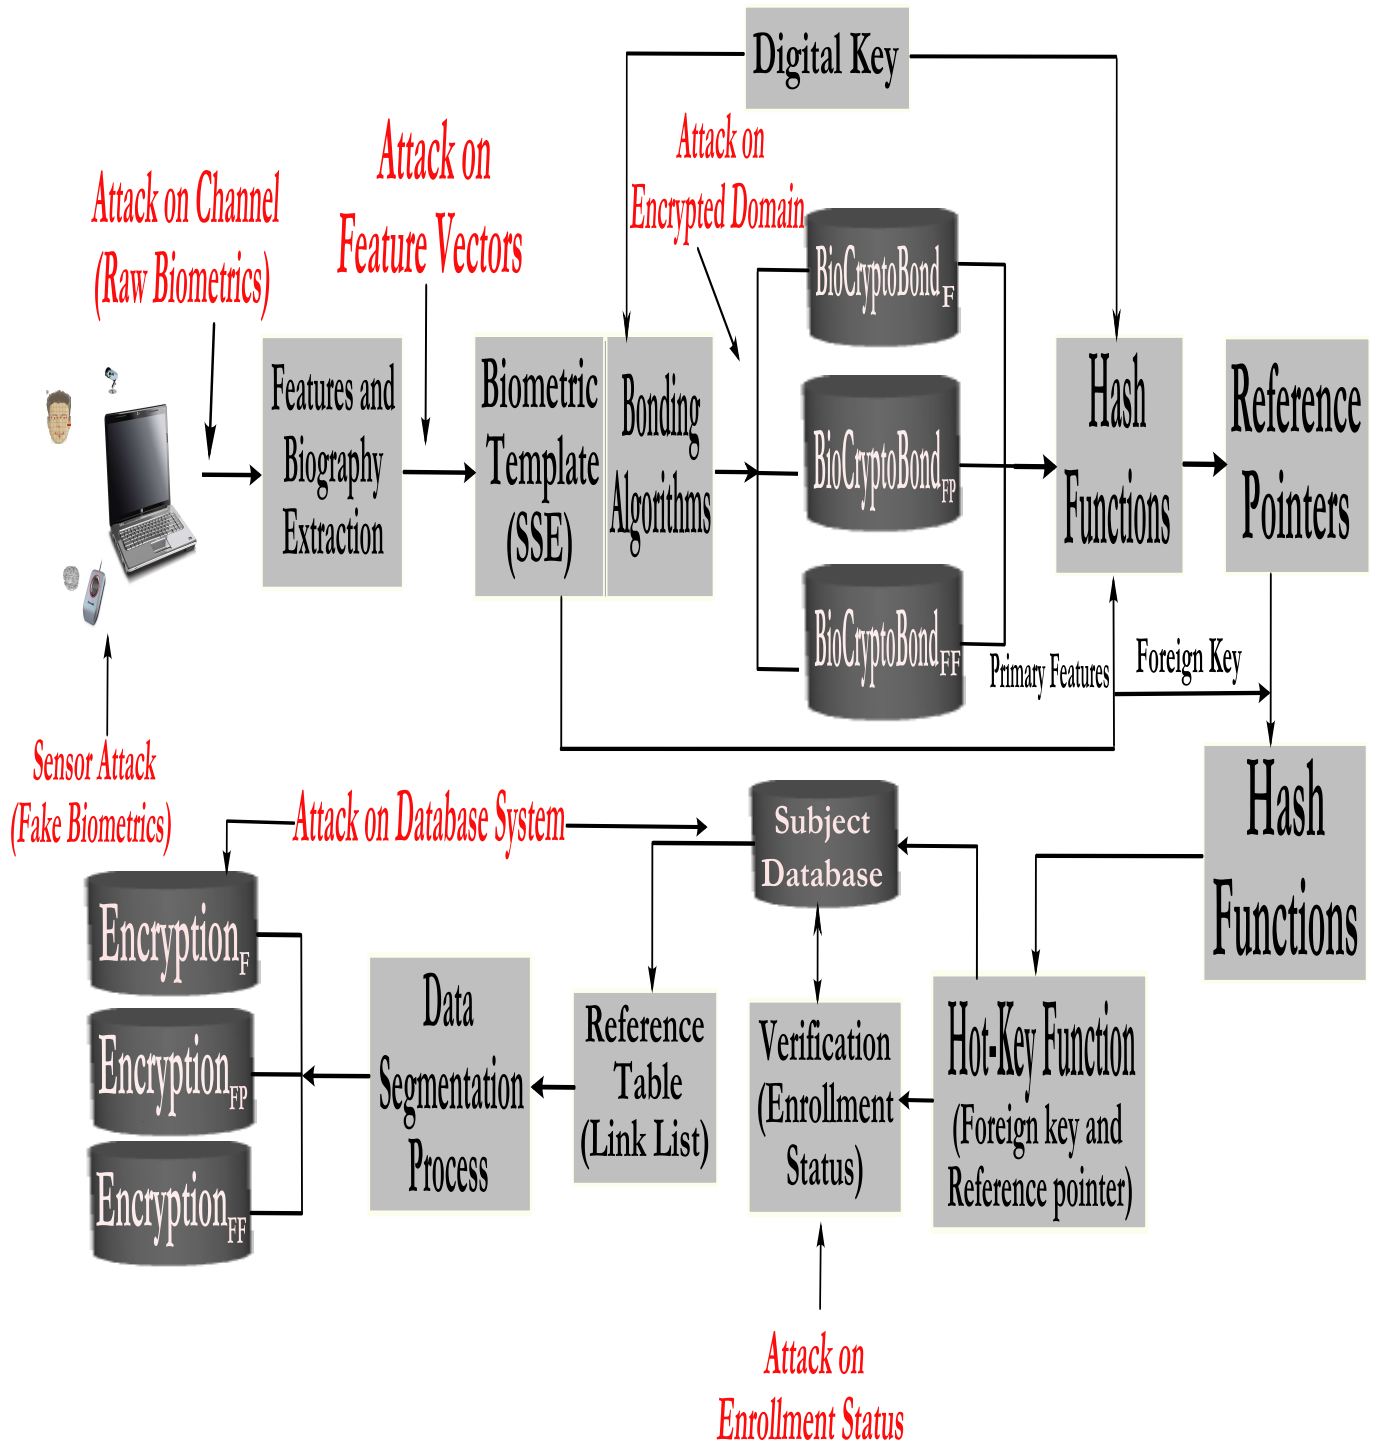 Digital Key
Attack on
Encrypted Domain
Attack on
Feature Vectors
Attack on Channel
(Raw Biometrics)
Features and
Biography
Extraction
Biometric
Template
(SSE)
Bonding
Algorithms
BioCryptoBondF
BioCryptoBondFP
BioCryptoBondFF
Hash
Functions
Reference
Pointers
Primary Features
Foreign Key
Sensor Attack
(Fake Biometrics)
Attack on Database System
Subject
Database
Hash
Functions
EncryptionF
EncryptionFP
EncryptionFF
Data
Segmentation
Process
Reference
Table
(Link List)
Verification
(Enrollment
Status)
Hot-Key Function
(Foreign key and
Reference pointer)
Attack on
Enrollment Status